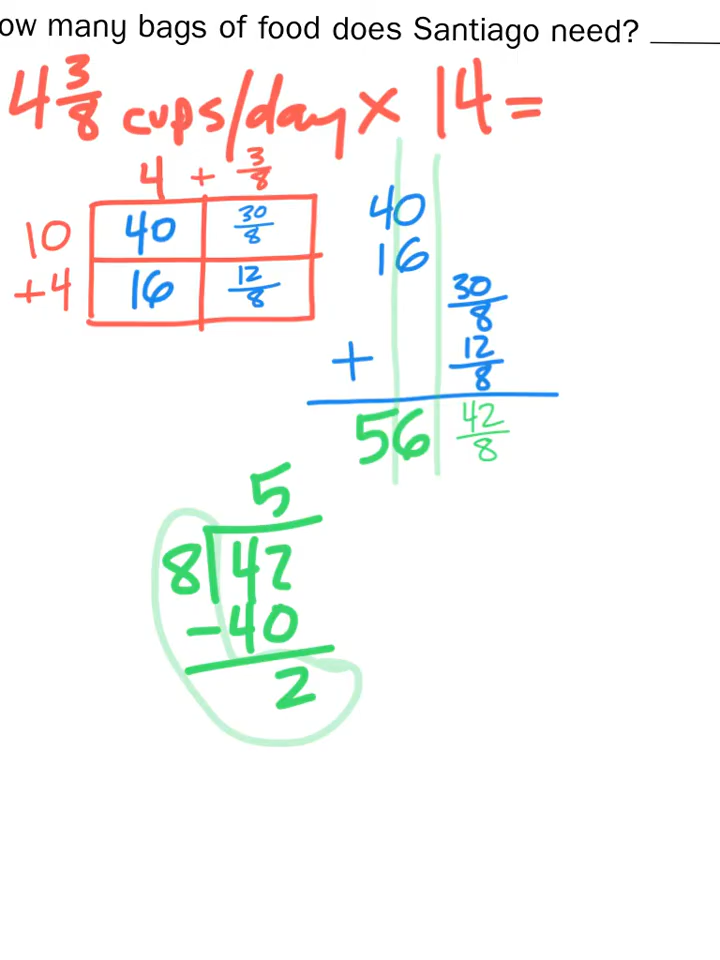 ow many bags of food does Santiago need? _____
4 3/8 cups/day × 14 =
4 + 3/8
10 40 30/8
+4 16 12/8
40
16
30/8
+ 12/8
56 42/8
5
8 42
-40
2